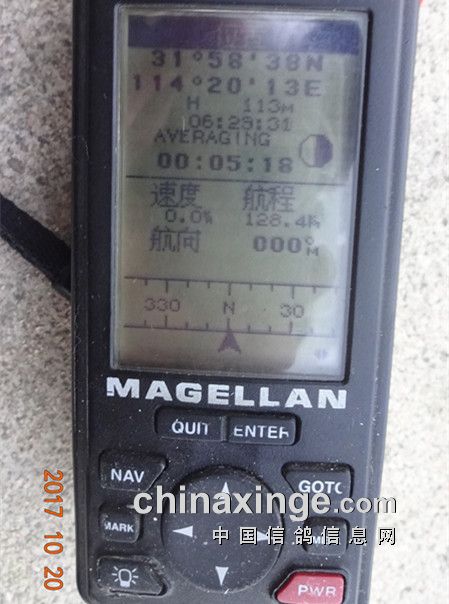 31°58'38N
114°20'13E
H 113M
06:29:31
AVERAGING
00:05:18
速度 航程
0.0 128.4
航向 000°M
330 N 30
MAGELLAN
QUIT ENTER
NAV GOTO
MARK
PWR
chinaxinge.com
中国信鸽信息网
2017 10 20